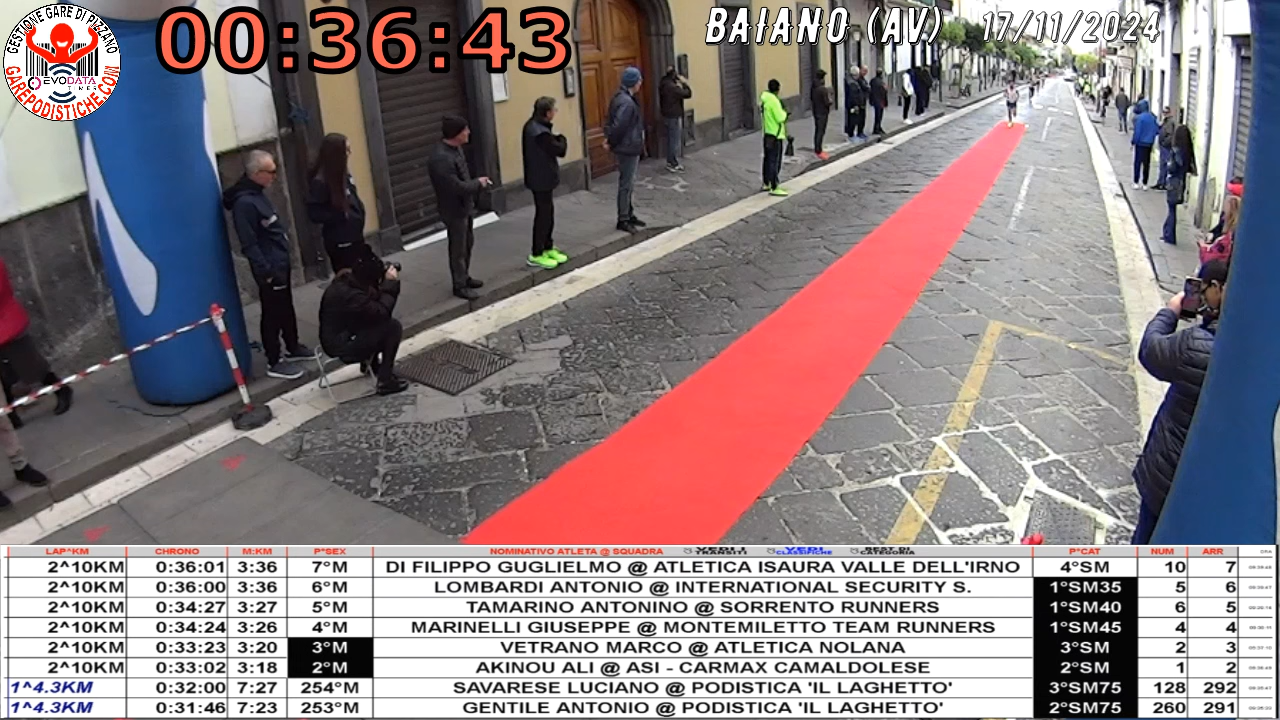 GESTIONE GARE DI PIZZANO
EVODATA
TIMER
GAREPODISTICHE.COM
00:36:43
BAIANO (AV) 17/11/2024
LAP^KM CHRONO M:KM P*SEX NOMINATIVO ATLETA @ SQUADRA VEDI I TRANSITI VEDI CLASSIFICHE BEST DI CATEGORIA P*CAT NUM ARR
2^10KM 0:36:01 3:36 7°M DI FILIPPO GUGLIELMO @ ATLETICA ISAURA VALLE DELL'IRNO 4°SM 10 7
2^10KM 0:36:00 3:36 6°M LOMBARDI ANTONIO @ INTERNATIONAL SECURITY S. 1°SM35 5 6
2^10KM 0:34:27 3:27 5°M TAMARINO ANTONINO @ SORRENTO RUNNERS 1°SM40 6 5
2^10KM 0:34:24 3:26 4°M MARINELLI GIUSEPPE @ MONTEMILETTO TEAM RUNNERS 1°SM45 4 4
2^10KM 0:33:23 3:20 3°M VETRANO MARCO @ ATLETICA NOLANA 3°SM 2 3
2^10KM 0:33:02 3:18 2°M AKINOU ALI @ ASI - CARMAX CAMALDOLESE 2°SM 1 2
1^4.3KM 0:32:00 7:27 254°M SAVARESE LUCIANO @ PODISTICA 'IL LAGHETTO' 3°SM75 128 292
1^4.3KM 0:31:46 7:23 253°M GENTILE ANTONIO @ PODISTICA 'IL LAGHETTO' 2°SM75 260 291